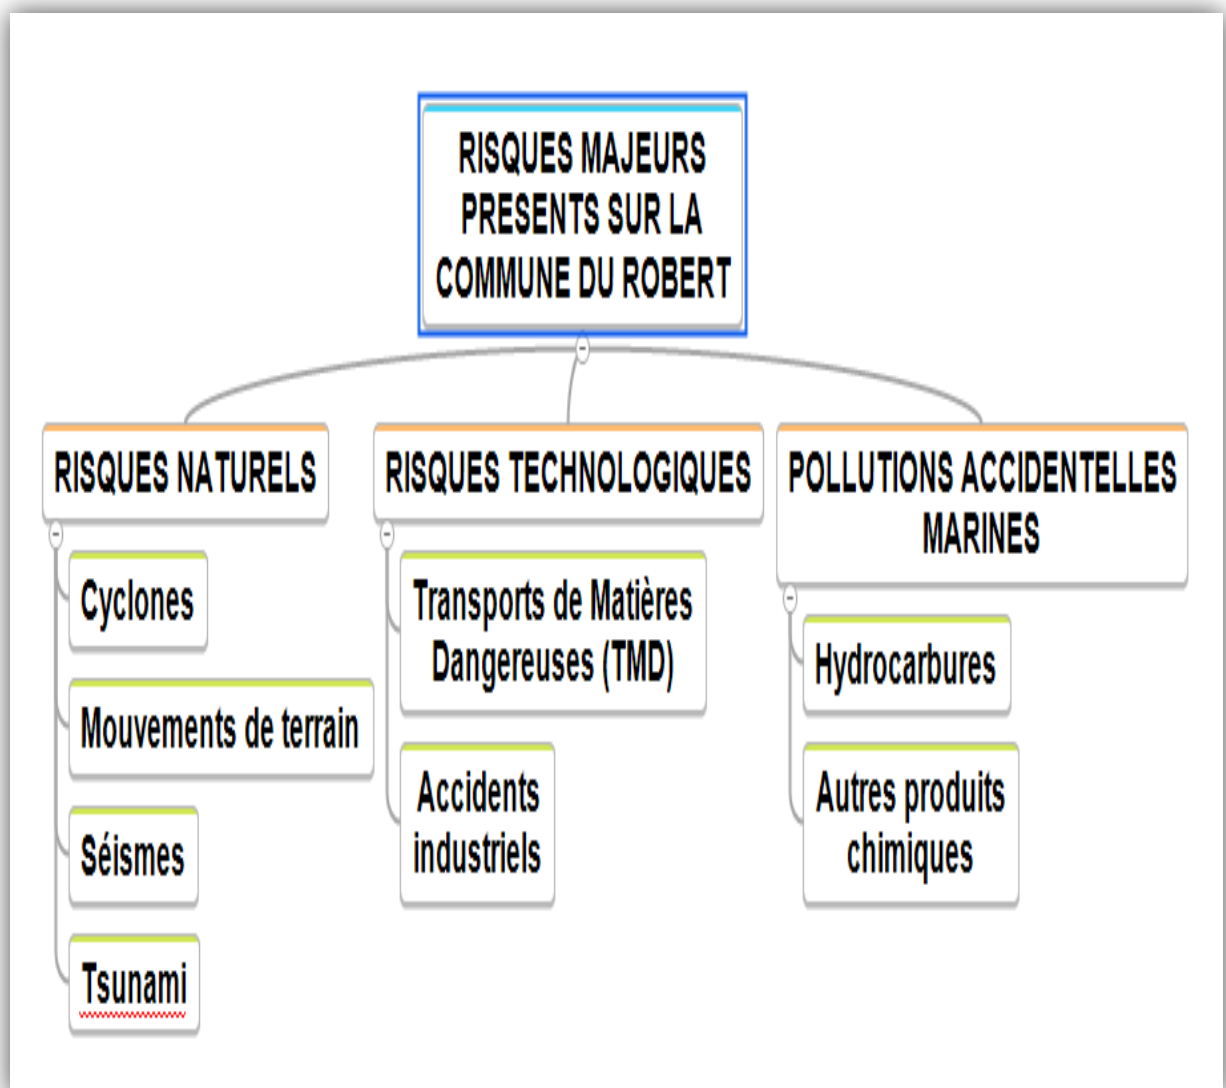 RISQUES MAJEURS
PRESENTS SUR LA
COMMUNE DU ROBERT
RISQUES NATURELS
Cyclones
Mouvements de terrain
Séismes
Tsunami
RISQUES TECHNOLOGIQUES
Transports de Matières
Dangereuses (TMD)
Accidents
industriels
POLLUTIONS ACCIDENTELLES
MARINES
Hydrocarbures
Autres produits
chimiques